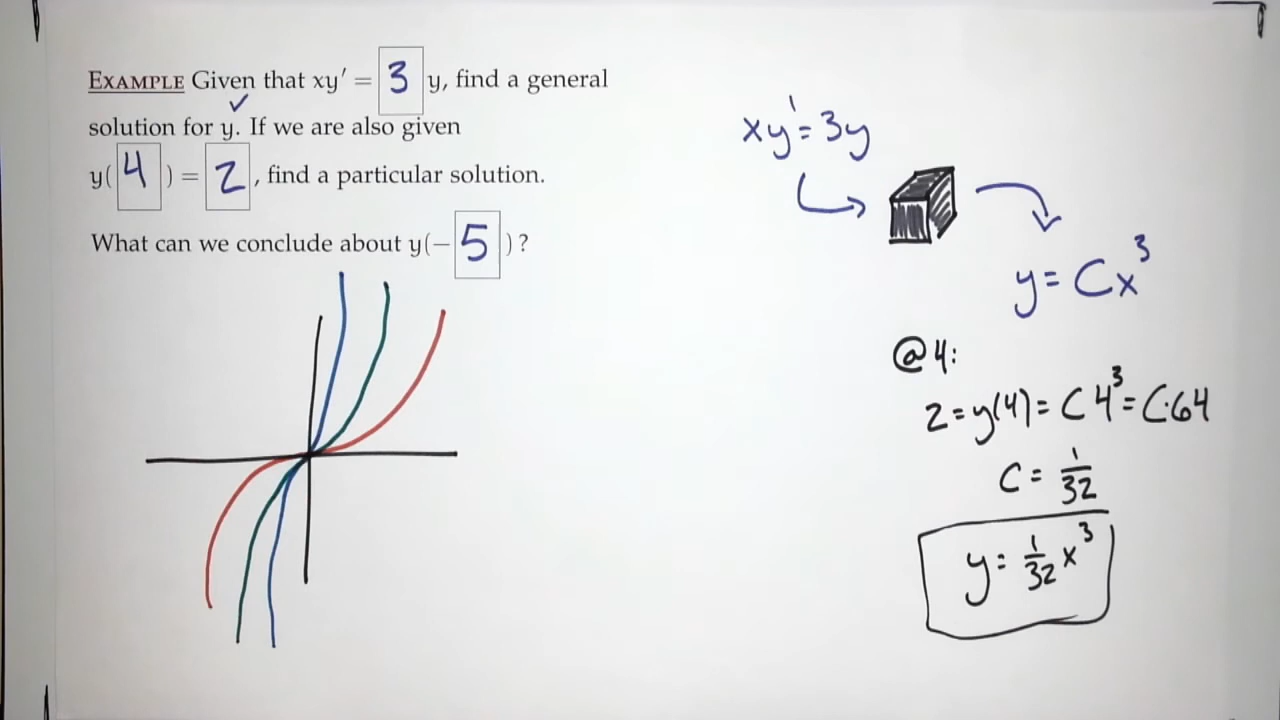 EXAMPLE Given that xy′ = 3 y, find a general
solution for y. If we are also given
y( 4 ) = 2 , find a particular solution.
What can we conclude about y(− 5 )?
xy' = 3y
y = Cx³
@4:
2 = y(4) = C4³ = C·64
C = 1/32
y = 1/32 x³